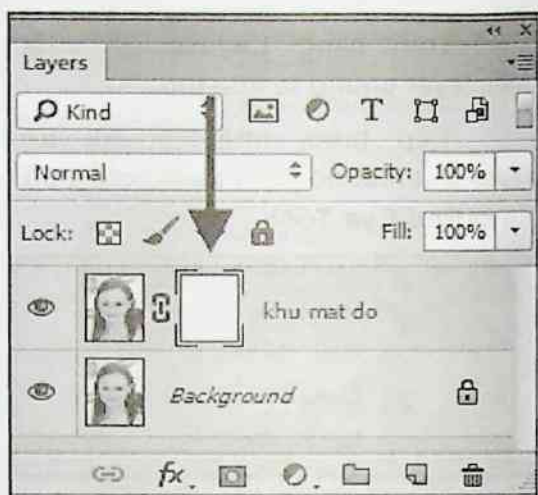 Layers
Kind T
Normal Opacity: 100%
Lock: Fill: 100%
khu mat do
Background
fx.